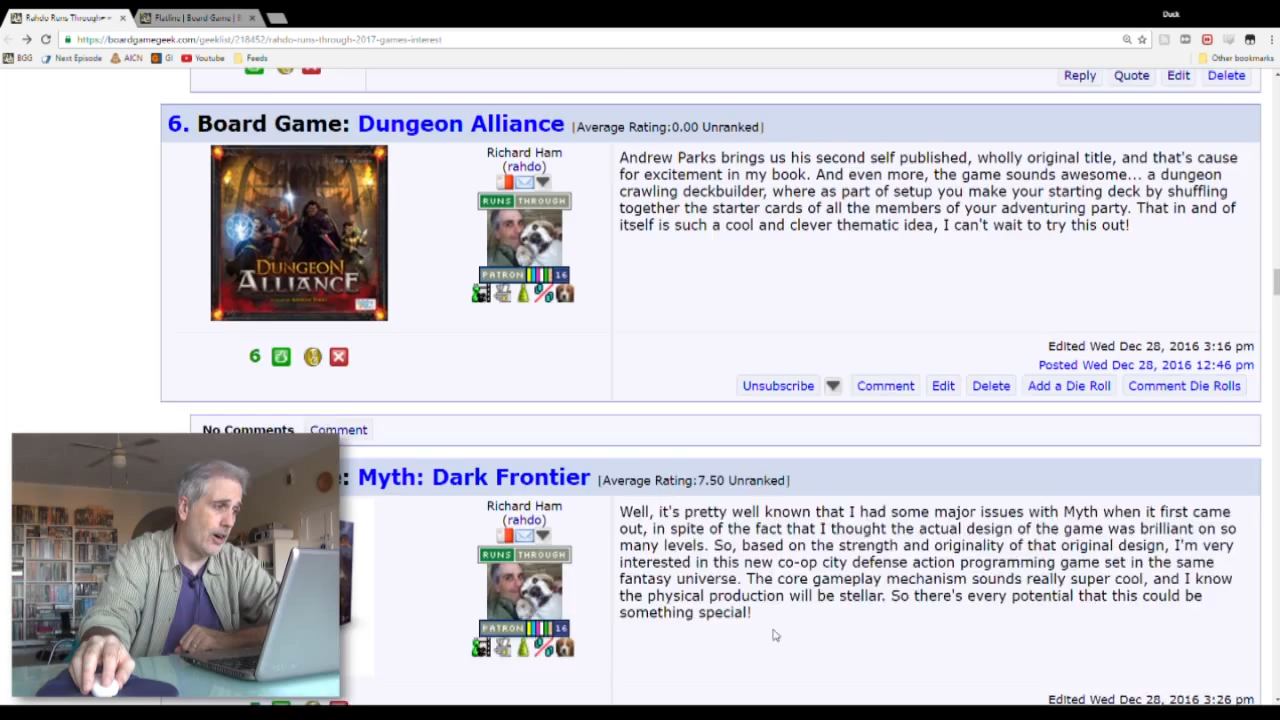 Duck
Rahdo Runs Through
Flatline | Board Game |
https://boardgamegeek.com/geeklist/218452/rahdo-runs-through-2017-games-interest
BGG Next Episode AICN GI Youtube Feeds Other bookmarks
Reply Quote Edit Delete
6. Board Game: Dungeon Alliance [Average Rating:0.00 Unranked]
Richard Ham
(rahdo)
RUNS THROUGH
PATRON 16
DUNGEON
ALLIANCE
Andrew Parks brings us his second self published, wholly original title, and that's cause
for excitement in my book. And even more, the game sounds awesome... a dungeon
crawling deckbuilder, where as part of setup you make your starting deck by shuffling
together the starter cards of all the members of your adventuring party. That in and of
itself is such a cool and clever thematic idea, I can't wait to try this out!
6
Edited Wed Dec 28, 2016 3:16 pm
Posted Wed Dec 28, 2016 12:46 pm
Unsubscribe Comment Edit Delete Add a Die Roll Comment Die Rolls
No Comments Comment
: Myth: Dark Frontier [Average Rating:7.50 Unranked]
Richard Ham
(rahdo)
RUNS THROUGH
PATRON 16
Well, it's pretty well known that I had some major issues with Myth when it first came
out, in spite of the fact that I thought the actual design of the game was brilliant on so
many levels. So, based on the strength and originality of that original design, I'm very
interested in this new co-op city defense action programming game set in the same
fantasy universe. The core gameplay mechanism sounds really super cool, and I know
the physical production will be stellar. So there's every potential that this could be
something special!
Edited Wed Dec 28, 2016 3:26 pm